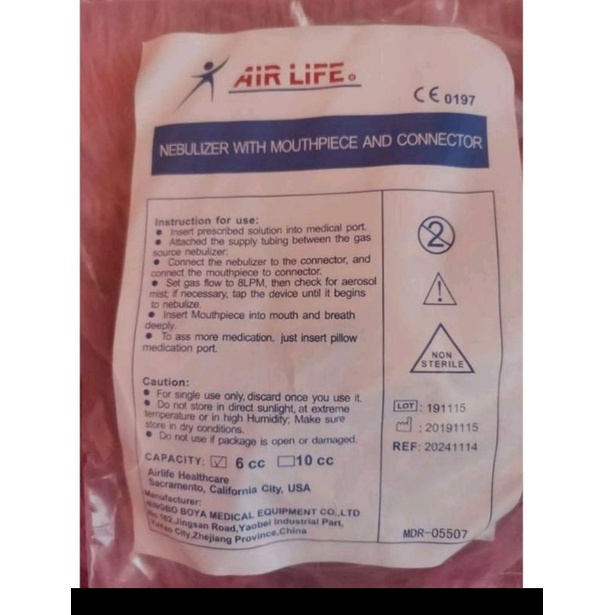 AIR LIFE
CE 0197
NEBULIZER WITH MOUTHPIECE AND CONNECTOR
Instruction for use:
• Insert prescribed solution into medical port.
• Attached the supply tubing between the gas
source nebulizer;
• Connect the nebulizer to the connector, and
connect the mouthpiece to connector.
• Set gas flow to 8LPM, then check for aerosol
mist; if necessary, tap the device until it begins
to nebulize.
• Insert Mouthpiece into mouth and breath
deeply.
• To ass more medication, just insert pillow
medication port.
Caution:
• For single use only, discard once you use it.
• Do not store in direct sunlight, at extreme
temperature or in high Humidity; Make sure
store in dry conditions.
• Do not use if package is open or damaged.
CAPACITY: ☑ 6 cc ☐ 10 cc
Airlife Healthcare
Sacramento, California City, USA
Manufacturer:
NINGBO BOYA MEDICAL EQUIPMENT CO.,LTD
No.102,Jingsan Road,Yaobei Industrial Part,
City,Zhejiang Province,China
2
NON
STERILE
LOT : 191115
: 20191115
REF: 20241114
MDR-05507